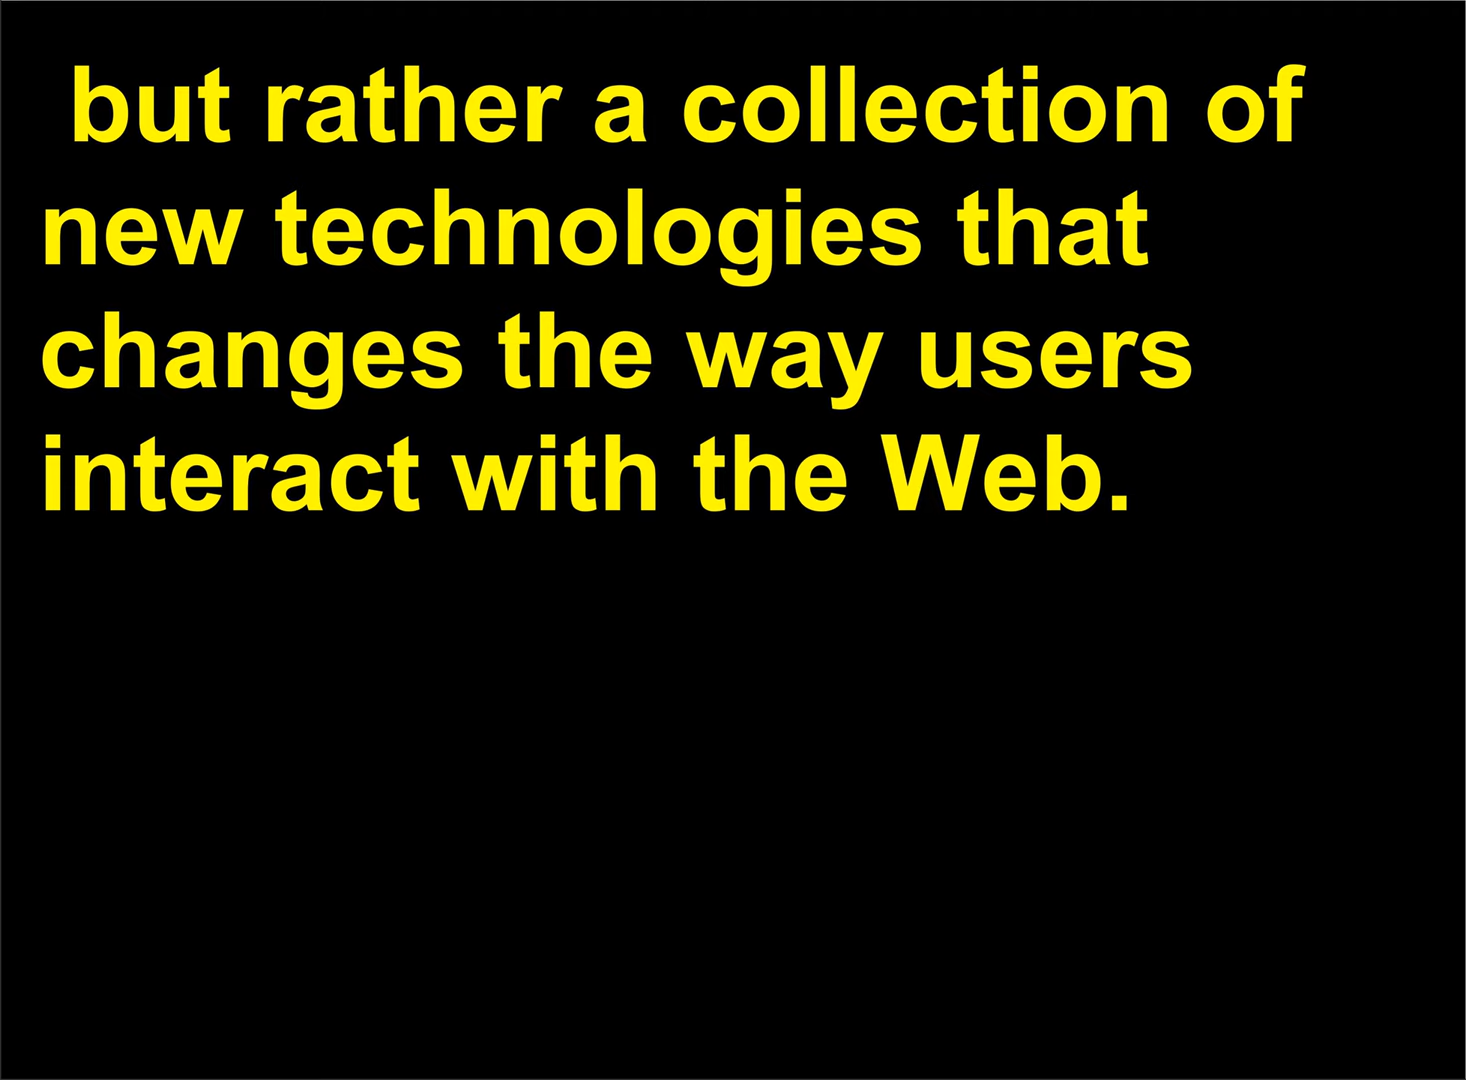 but rather a collection of
new technologies that
changes the way users
interact with the Web.